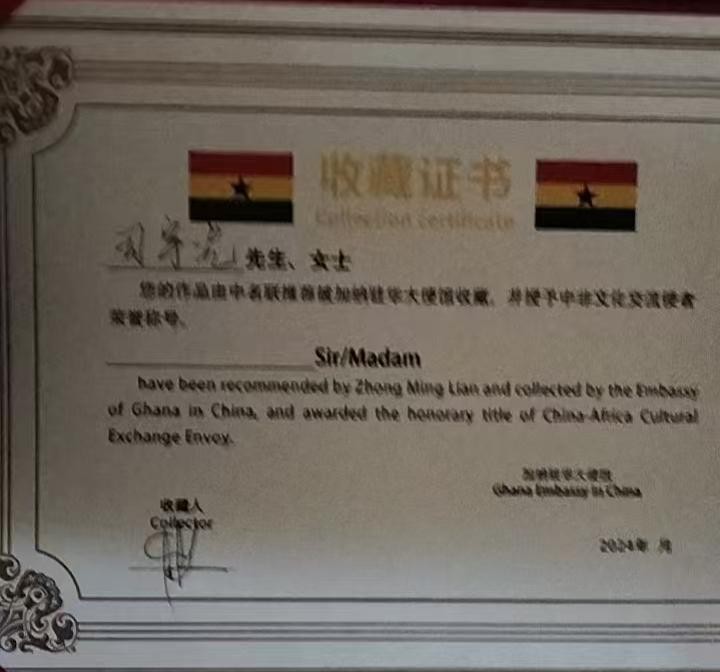 收藏证书
Collection certificate
先生、女士
您的作品由中名联推荐被加纳驻华大使馆收藏，并授予中非文化交流使者
荣誉称号。
Sir/Madam
have been recommended by Zhong Ming Lian and collected by the Embassy
of Ghana in China, and awarded the honorary title of China-Africa Cultural
Exchange Envoy.
加纳驻华大使馆
Ghana Embassy in China
收藏人
Collector
2024年 月